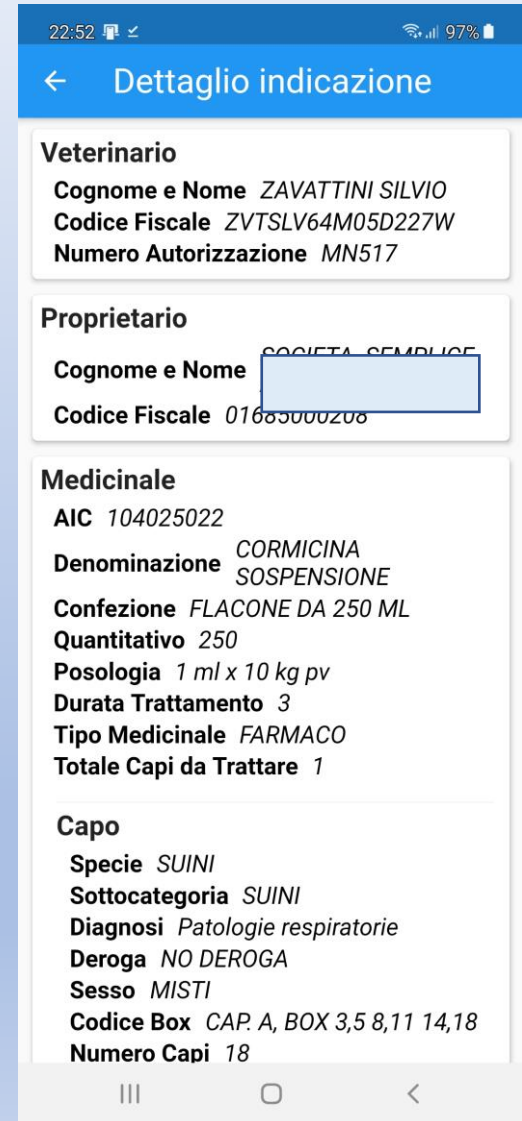 22:52 97%
Dettaglio indicazione
Veterinario
Cognome e Nome ZAVATTINI SILVIO
Codice Fiscale ZVTSLV64M05D227W
Numero Autorizzazione MN517
Proprietario
SOCIETA SEMPLICE
Cognome e Nome
Codice Fiscale 01685000208
Medicinale
AIC 104025022
Denominazione CORMICINA
SOSPENSIONE
Confezione FLACONE DA 250 ML
Quantitativo 250
Posologia 1 ml x 10 kg pv
Durata Trattamento 3
Tipo Medicinale FARMACO
Totale Capi da Trattare 1
Capo
Specie SUINI
Sottocategoria SUINI
Diagnosi Patologie respiratorie
Deroga NO DEROGA
Sesso MISTI
Codice Box CAP. A, BOX 3,5 8,11 14,18
Numero Capi 18